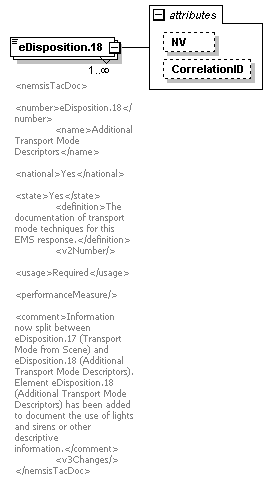 eDisposition.18
attributes
NV
CorrelationID
1..∞
<nemsisTacDoc>
<number>eDisposition.18</
number>
<name>Additional
Transport Mode
Descriptors</name>
<national>Yes</national>
<state>Yes</state>
<definition>The
documentation of transport
mode techniques for this
EMS response.</definition>
<v2Number/>
<usage>Required</usage>
<performanceMeasure/>
<comment>Information
now split between
eDisposition.17 (Transport
Mode from Scene) and
eDisposition.18 (Additional
Transport Mode Descriptors).
Element eDisposition.18
(Additional Transport Mode
Descriptors) has been added
to document the use of lights
and sirens or other
descriptive
information.</comment>
<v3Changes/>
</nemsisTacDoc>